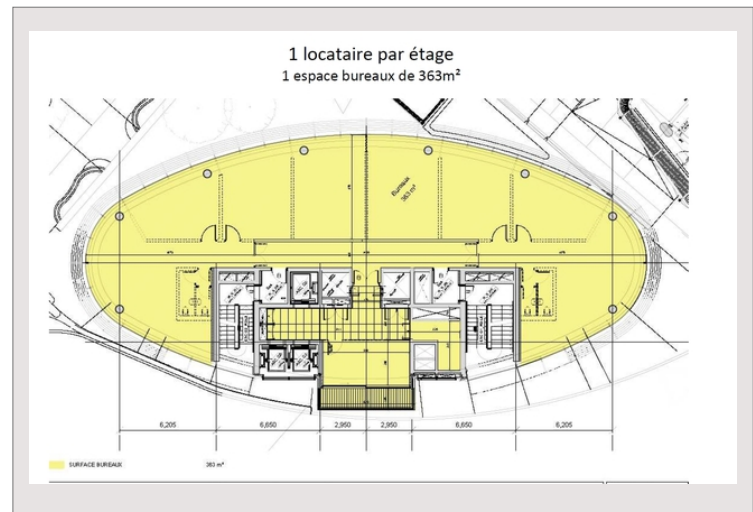 1 locataire par étage
1 espace bureaux de 363m²
Bureaux
363 m²
6,205 6,650 2,950 2,950 6,650 6,205
SURFACE BUREAUX 363 m²